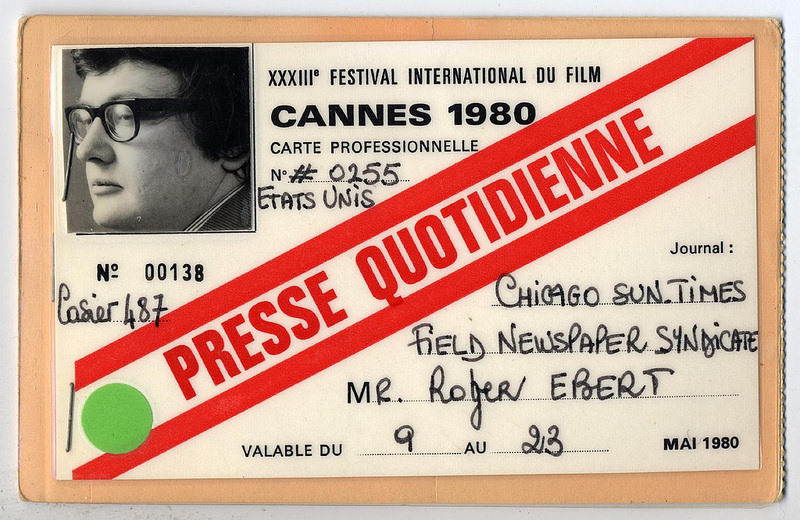 XXXIIIe FESTIVAL INTERNATIONAL DU FILM
CANNES 1980
CARTE PROFESSIONNELLE
No # 0255
ETATS UNIS
No 00138
Casier 487
PRESSE QUOTIDIENNE
Journal :
CHICAGO SUN.TIMES
FIELD NEWSPAPER SYNDICATE
MR. Roger EBERT
VALABLE DU 9 AU 23 MAI 1980